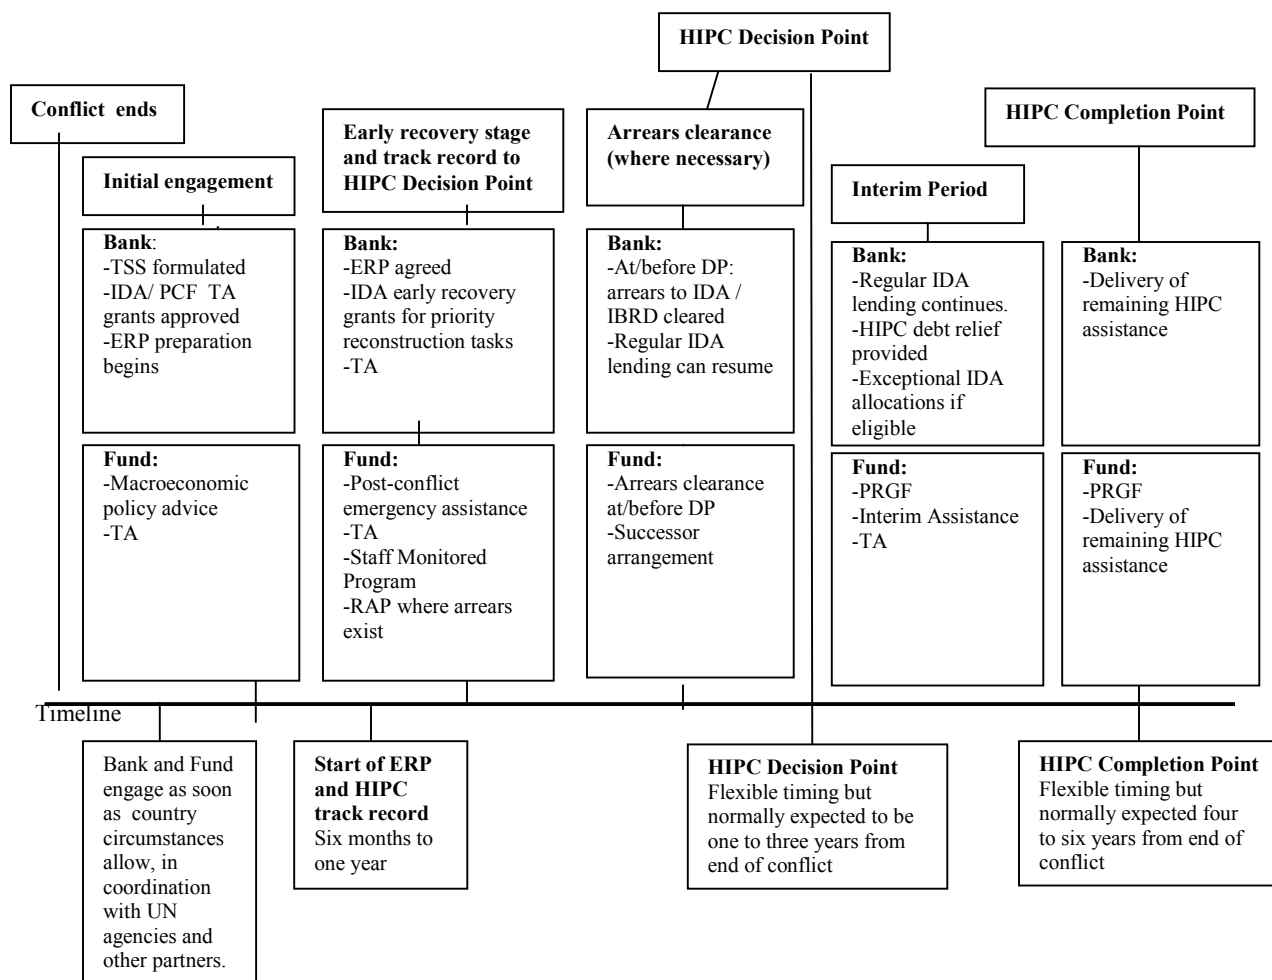 HIPC Decision Point
Conflict ends
HIPC Completion Point
Early recovery stage
and track record to
HIPC Decision Point
Arrears clearance
(where necessary)
Initial engagement
Interim Period
Bank:
-TSS formulated
-IDA/ PCF TA
grants approved
-ERP preparation
begins
Bank:
-ERP agreed
-IDA early recovery
grants for priority
reconstruction tasks
-TA
Bank:
-At/before DP:
arrears to IDA /
IBRD cleared
-Regular IDA
lending can resume
Bank:
-Regular IDA
lending continues.
-HIPC debt relief
provided
-Exceptional IDA
allocations if
eligible
Bank:
-Delivery of
remaining HIPC
assistance
Fund:
-Macroeconomic
policy advice
-TA
Fund:
-Post-conflict
emergency assistance
-TA
-Staff Monitored
Program
-RAP where arrears
exist
Fund:
-Arrears clearance
at/before DP
-Successor
arrangement
Fund:
-PRGF
-Interim Assistance
-TA
Fund:
-PRGF
-Delivery of
remaining HIPC
assistance
Timeline
Bank and Fund
engage as soon
as country
circumstances
allow, in
coordination
with UN
agencies and
other partners.
Start of ERP
and HIPC
track record
Six months to
one year
HIPC Decision Point
Flexible timing but
normally expected to be
one to three years from
end of conflict
HIPC Completion Point
Flexible timing but
normally expected four
to six years from end of
conflict